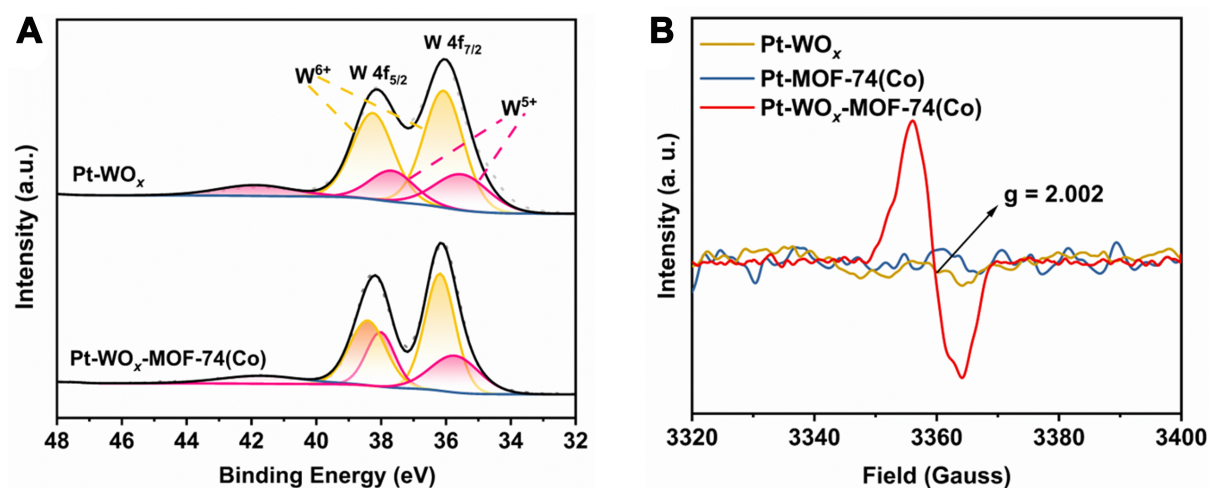 A
W 4f7/2
W6+
W 4f5/2
W5+
Pt-WOx
Pt-WOx-MOF-74(Co)
Intensity (a.u.)
48 46 44 42 40 38 36 34 32
Binding Energy (eV)
B
Pt-WOx
Pt-MOF-74(Co)
Pt-WOx-MOF-74(Co)
g = 2.002
Intensity (a. u.)
3320 3340 3360 3380 3400
Field (Gauss)